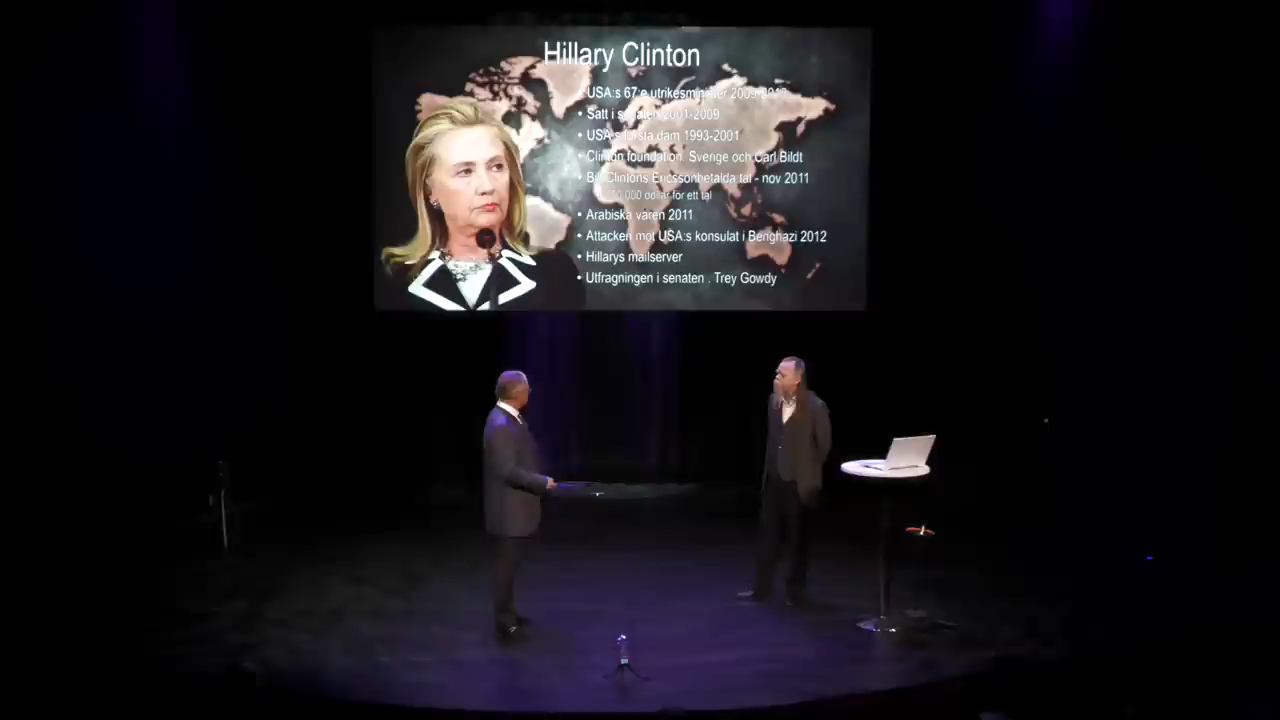 Hillary Clinton
USA:s 67:e utrikesminister 2009-2013
• Satt i senaten 2001-2009
• USA:s första dam 1993-2001
• Clinton foundation. Sverige och Carl Bildt
• Bill Clintons Ericssonbetalda tal - nov 2011
dollar för ett tal
• Arabiska våren 2011
• Attacken mot USA:s konsulat i Benghazi 2012
• Hillarys mailserver
• Utfragningen i senaten . Trey Gowdy